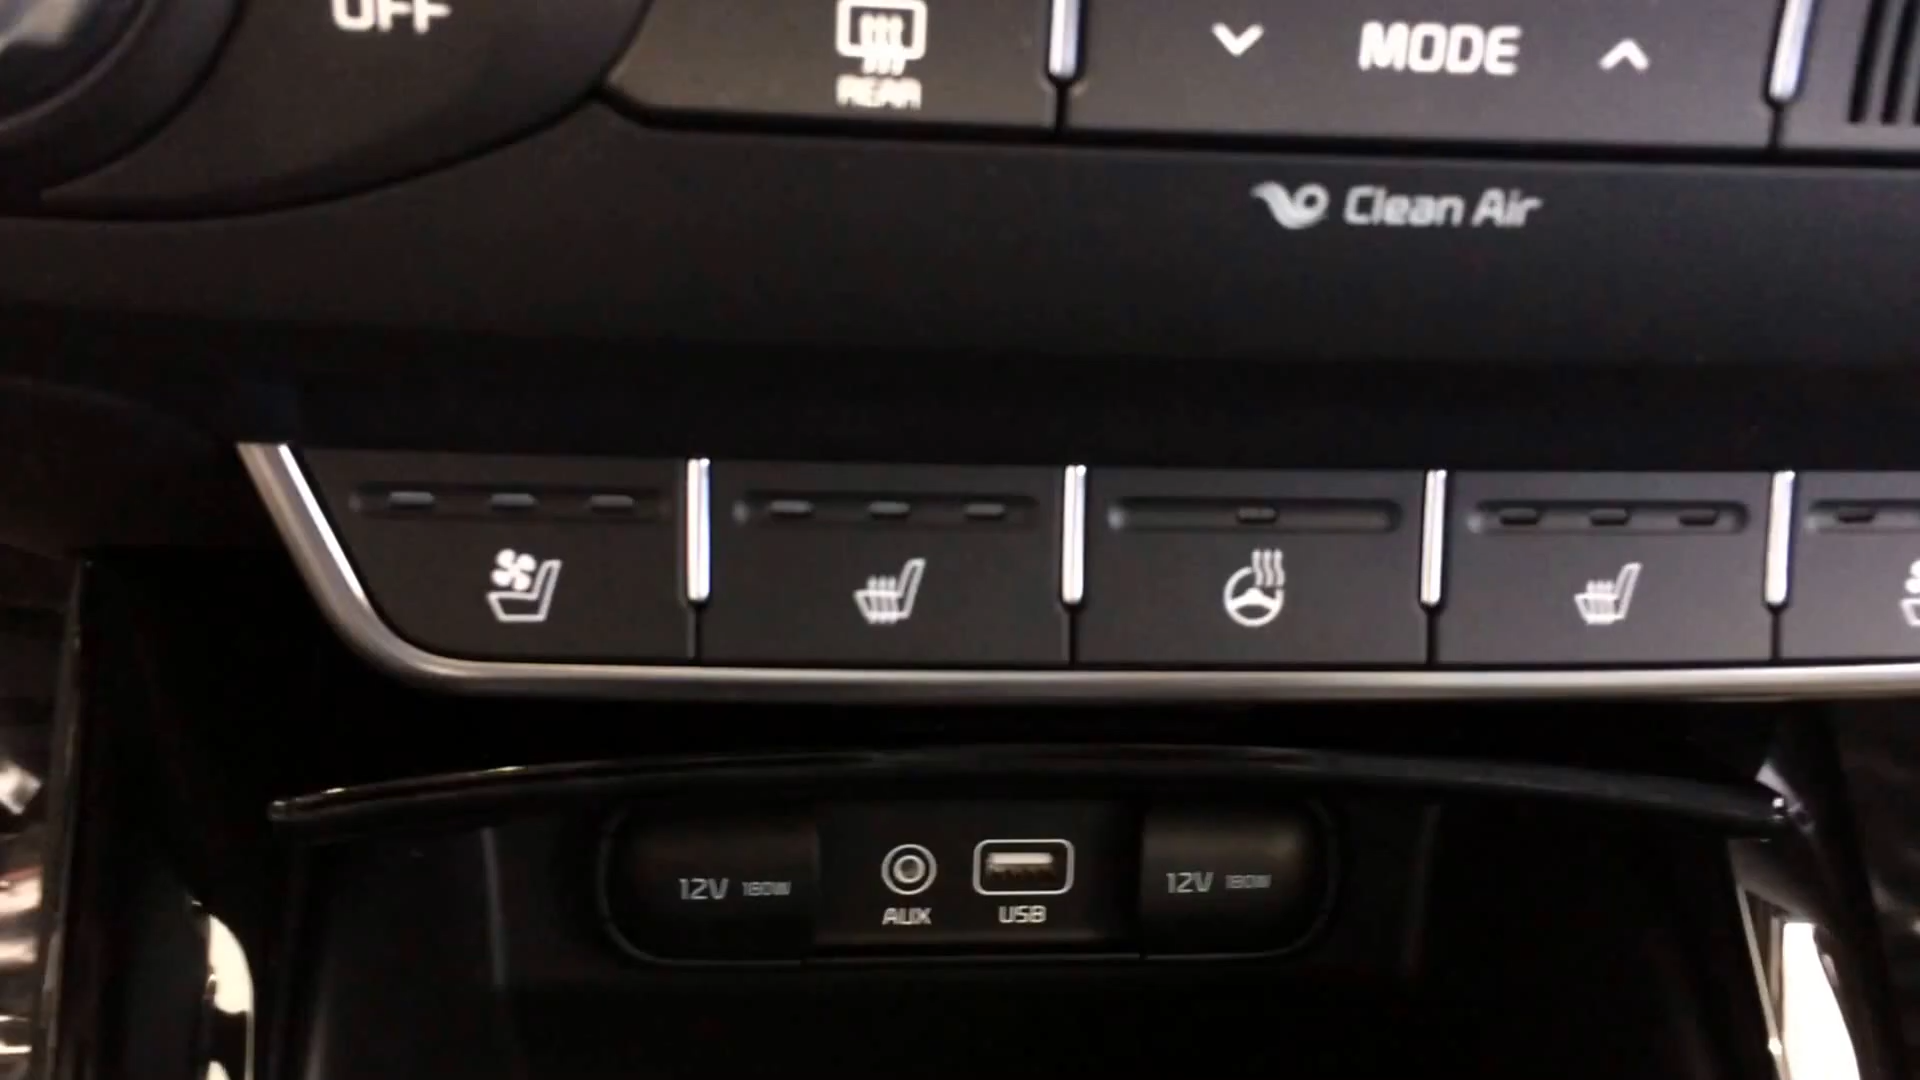 OFF
REAR
MODE
Clean Air
12V 180W
AUX
USB
12V 180W